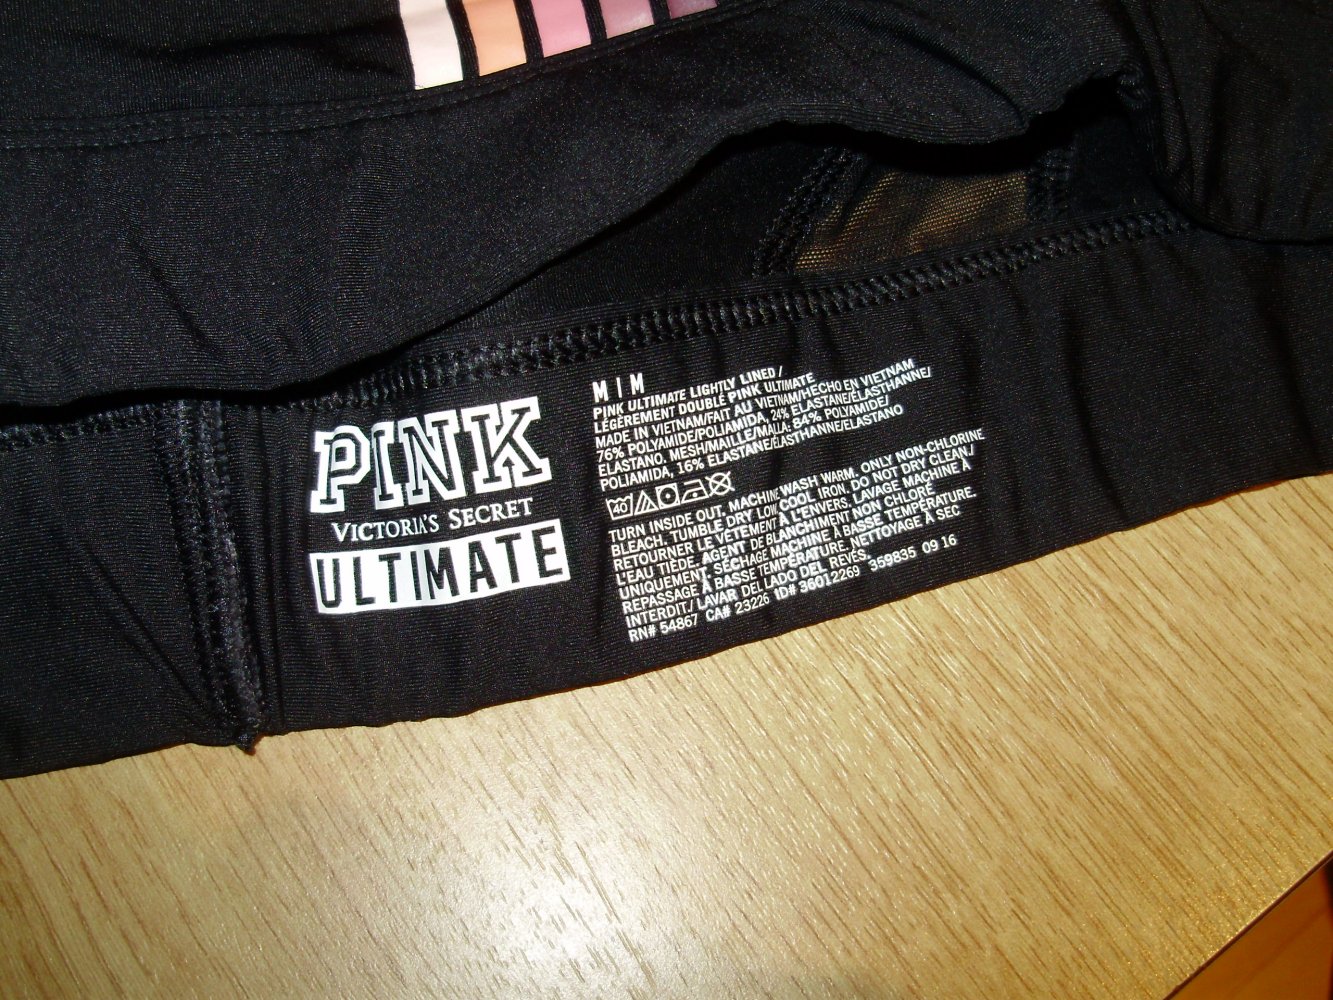 PINK
VICTORIA'S SECRET
ULTIMATE
M | M
PINK ULTIMATE LIGHTLY LINED /
LÉGÈREMENT DOUBLÉ PINK ULTIMATE
MADE IN VIETNAM/FAIT AU VIETNAM/HECHO EN VIETNAM
76% POLYAMIDE/POLIAMIDA, 24% ELASTANE/ÉLASTHANNE/
ELASTANO. MESH/MAILLE/MALLA: 84% POLYAMIDE/
POLIAMIDA, 16% ELASTANE/ÉLASTHANNE/ELASTANO
40
TURN INSIDE OUT. MACHINE WASH WARM. ONLY NON-CHLORINE
BLEACH. TUMBLE DRY LOW. COOL IRON. DO NOT DRY CLEAN./
RETOURNER LE VÊTEMENT À L'ENVERS. LAVAGE MACHINE À
L'EAU TIÈDE. AGENT DE BLANCHIMENT NON CHLORÉ
UNIQUEMENT. SÉCHAGE MACHINE À BASSE TEMPÉRATURE.
REPASSAGE À BASSE TEMPÉRATURE. NETTOYAGE À SEC
INTERDIT./ LAVAR DEL LADO DEL REVÉS.
RN# 54867 CA# 23226 ID# 36012269 359835 09 16